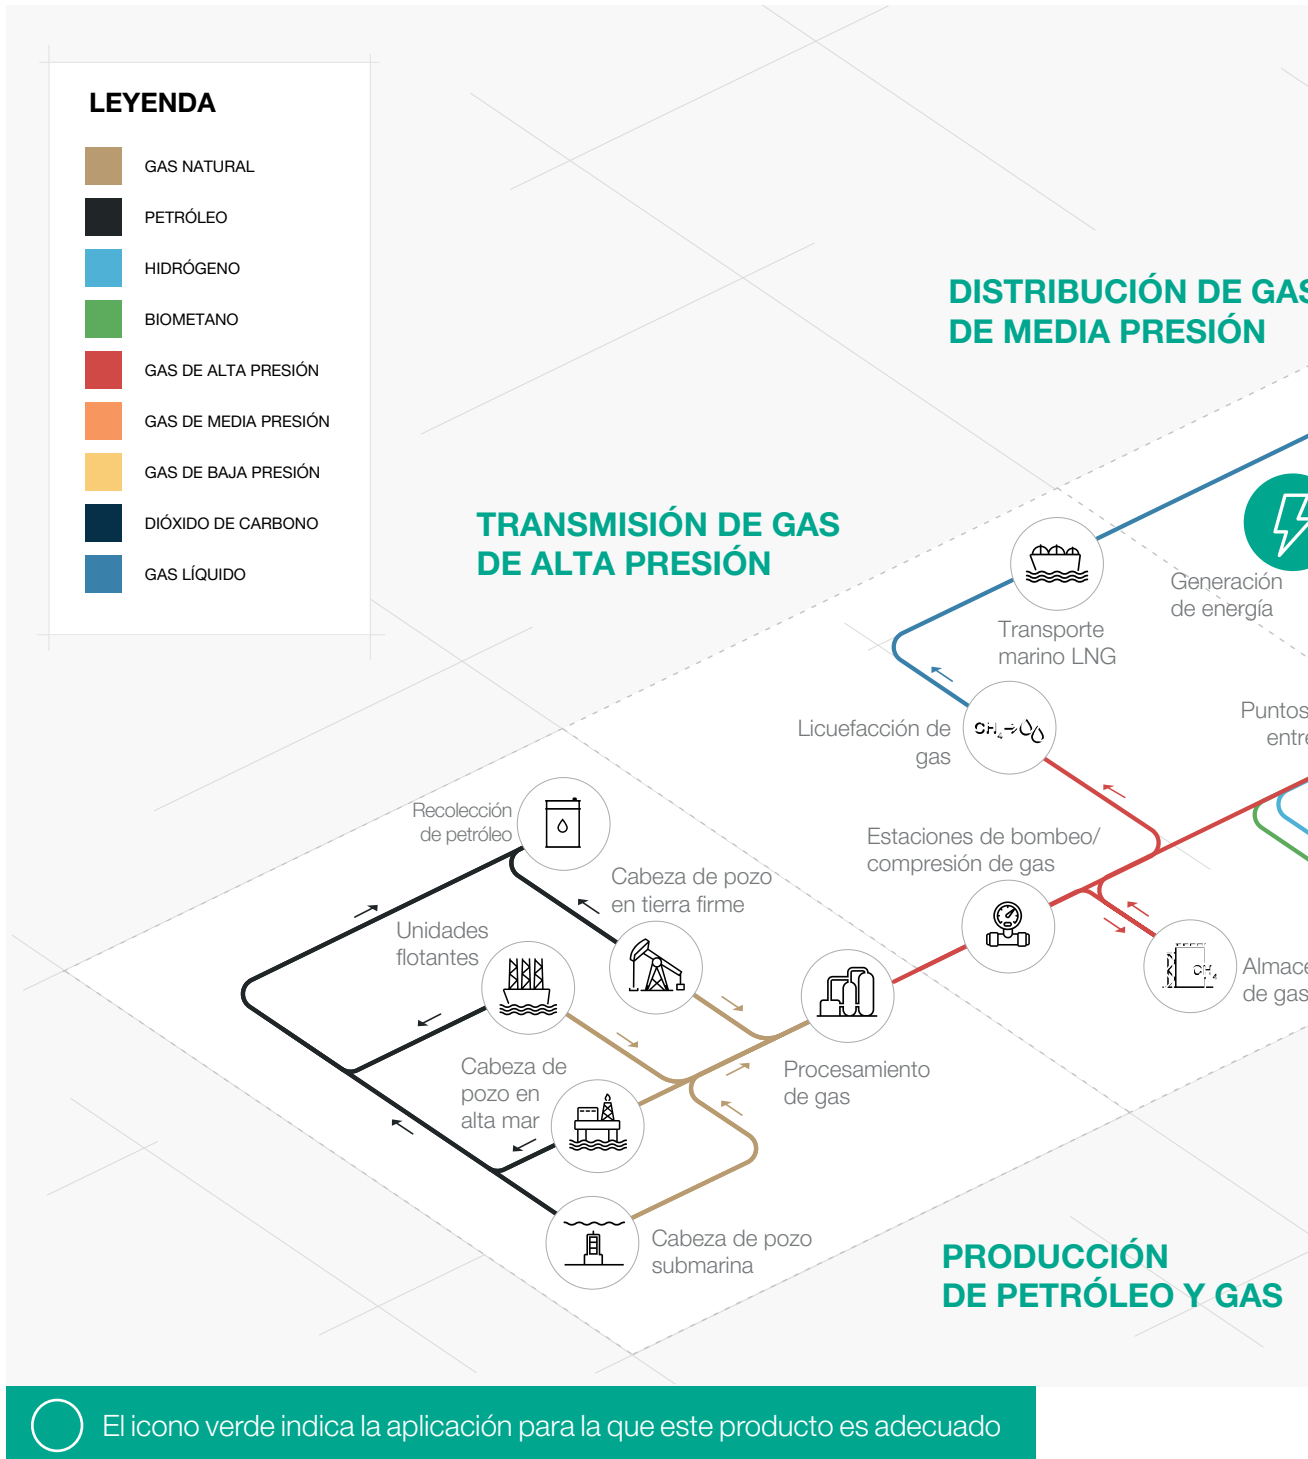 LEYENDA
GAS NATURAL
PETRÓLEO
HIDRÓGENO
BIOMETANO
GAS DE ALTA PRESIÓN
GAS DE MEDIA PRESIÓN
GAS DE BAJA PRESIÓN
DIÓXIDO DE CARBONO
GAS LÍQUIDO
DISTRIBUCIÓN DE GAS
DE MEDIA PRESIÓN
TRANSMISIÓN DE GAS
DE ALTA PRESIÓN
Generación
de energía
Transporte
marino LNG
Licuefacción de
gas
CH₄
Puntos
entre
Recolección
de petróleo
Estaciones de bombeo/
compresión de gas
Cabeza de pozo
en tierra firme
Unidades
flotantes
CH₄
Almace
de gas
Cabeza de
pozo en
alta mar
Procesamiento
de gas
Cabeza de pozo
submarina
PRODUCCIÓN
DE PETRÓLEO Y GAS
El icono verde indica la aplicación para la que este producto es adecuado